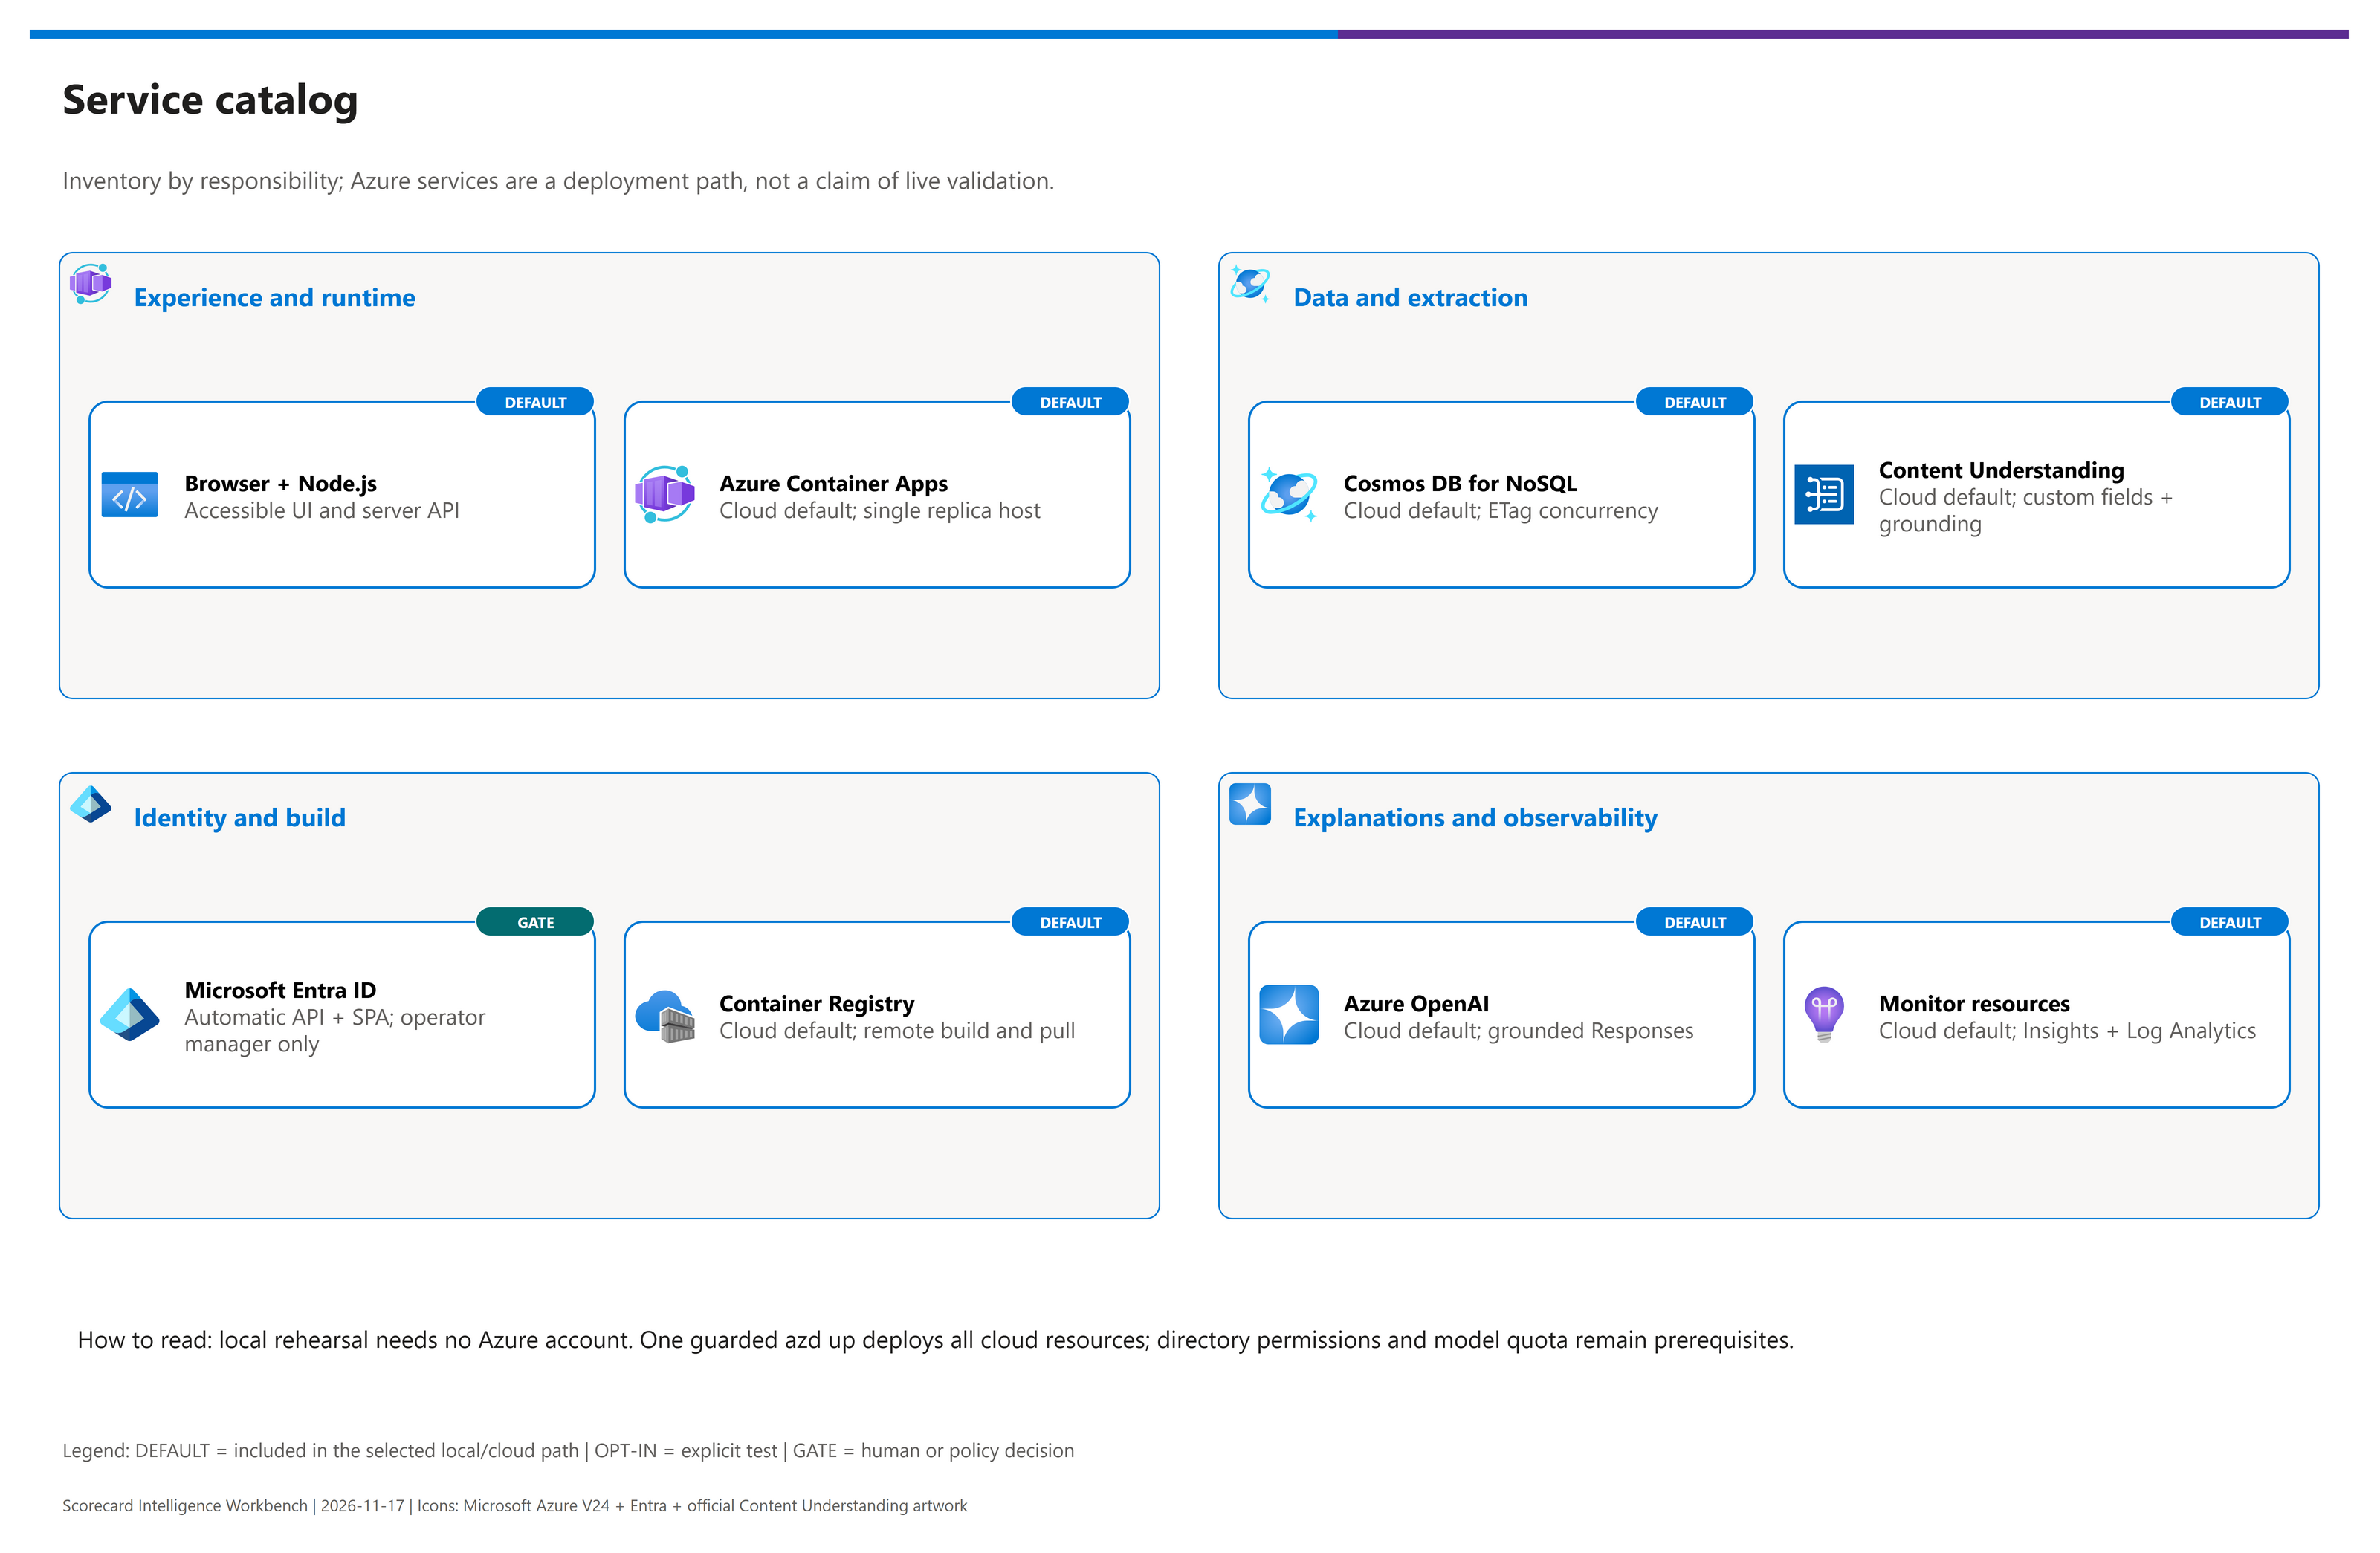 Service catalog
Inventory by responsibility; Azure services are a deployment path, not a claim of live validation.
Experience and runtime
DEFAULT
Browser + Node.js
Accessible UI and server API
DEFAULT
Azure Container Apps
Cloud default; single replica host
Data and extraction
DEFAULT
Cosmos DB for NoSQL
Cloud default; ETag concurrency
DEFAULT
Content Understanding
Cloud default; custom fields +
grounding
Identity and build
GATE
Microsoft Entra ID
Automatic API + SPA; operator
manager only
DEFAULT
Container Registry
Cloud default; remote build and pull
Explanations and observability
DEFAULT
Azure OpenAI
Cloud default; grounded Responses
DEFAULT
Monitor resources
Cloud default; Insights + Log Analytics
How to read: local rehearsal needs no Azure account. One guarded azd up deploys all cloud resources; directory permissions and model quota remain prerequisites.
Legend: DEFAULT = included in the selected local/cloud path | OPT-IN = explicit test | GATE = human or policy decision
Scorecard Intelligence Workbench | 2026-11-17 | Icons: Microsoft Azure V24 + Entra + official Content Understanding artwork